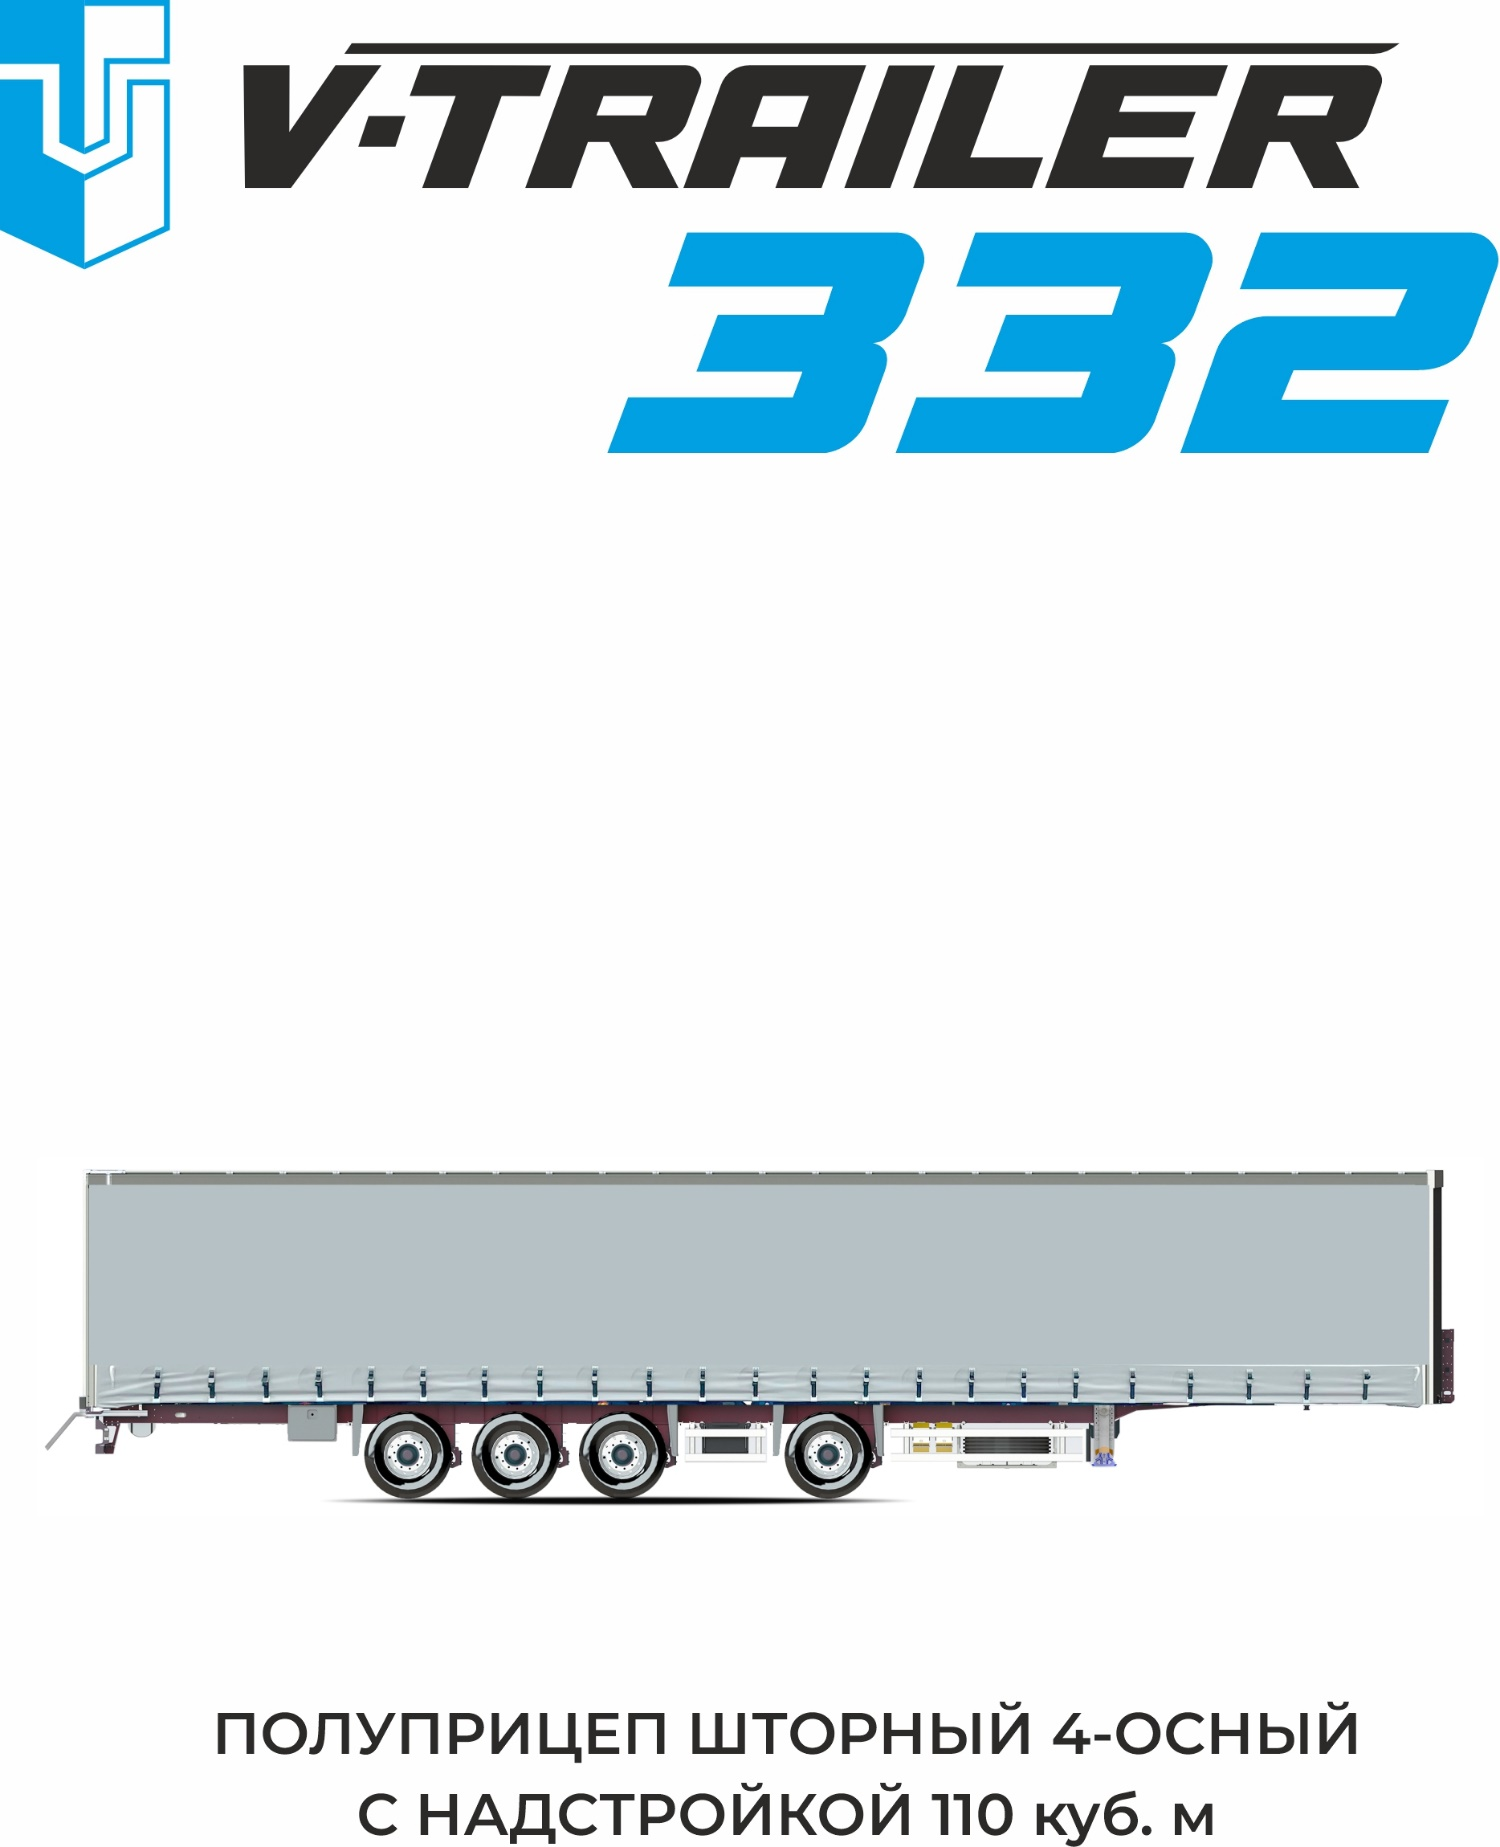 V-TRAILER
332
ПОЛУПРИЦЕП ШТОРНЫЙ 4-ОСНЫЙ
С НАДСТРОЙКОЙ 110 куб. м